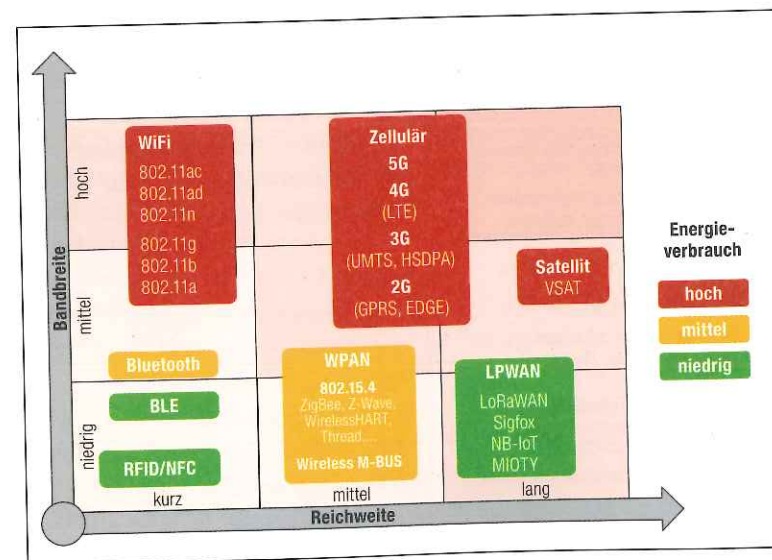 Bandbreite
hoch
mittel
niedrig
WiFi
802.11ac
802.11ad
802.11n
802.11g
802.11b
802.11a
Zellulär
5G
4G
(LTE)
3G
(UMTS, HSDPA)
2G
(GPRS, EDGE)
Satellit
VSAT
Bluetooth
BLE
RFID/NFC
WPAN
802.15.4
ZigBee, Z-Wave,
WirelessHART,
Thread....
Wireless M-BUS
LPWAN
LoRaWAN
Sigfox
NB-IoT
MIOTY
kurz
mittel
lang
Reichweite
Energie-
verbrauch
hoch
mittel
niedrig